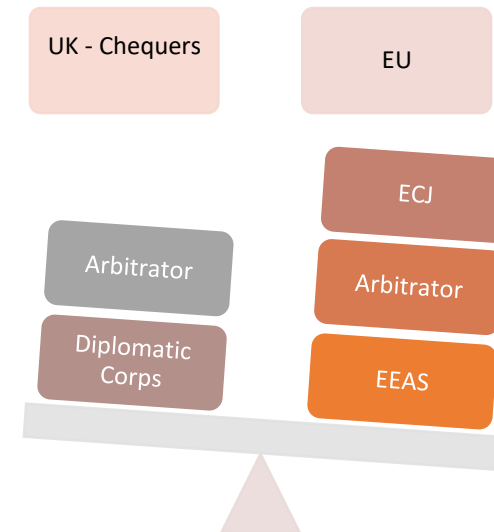 UK - Chequers
EU
ECJ
Arbitrator
Arbitrator
Diplomatic
Corps
EEAS